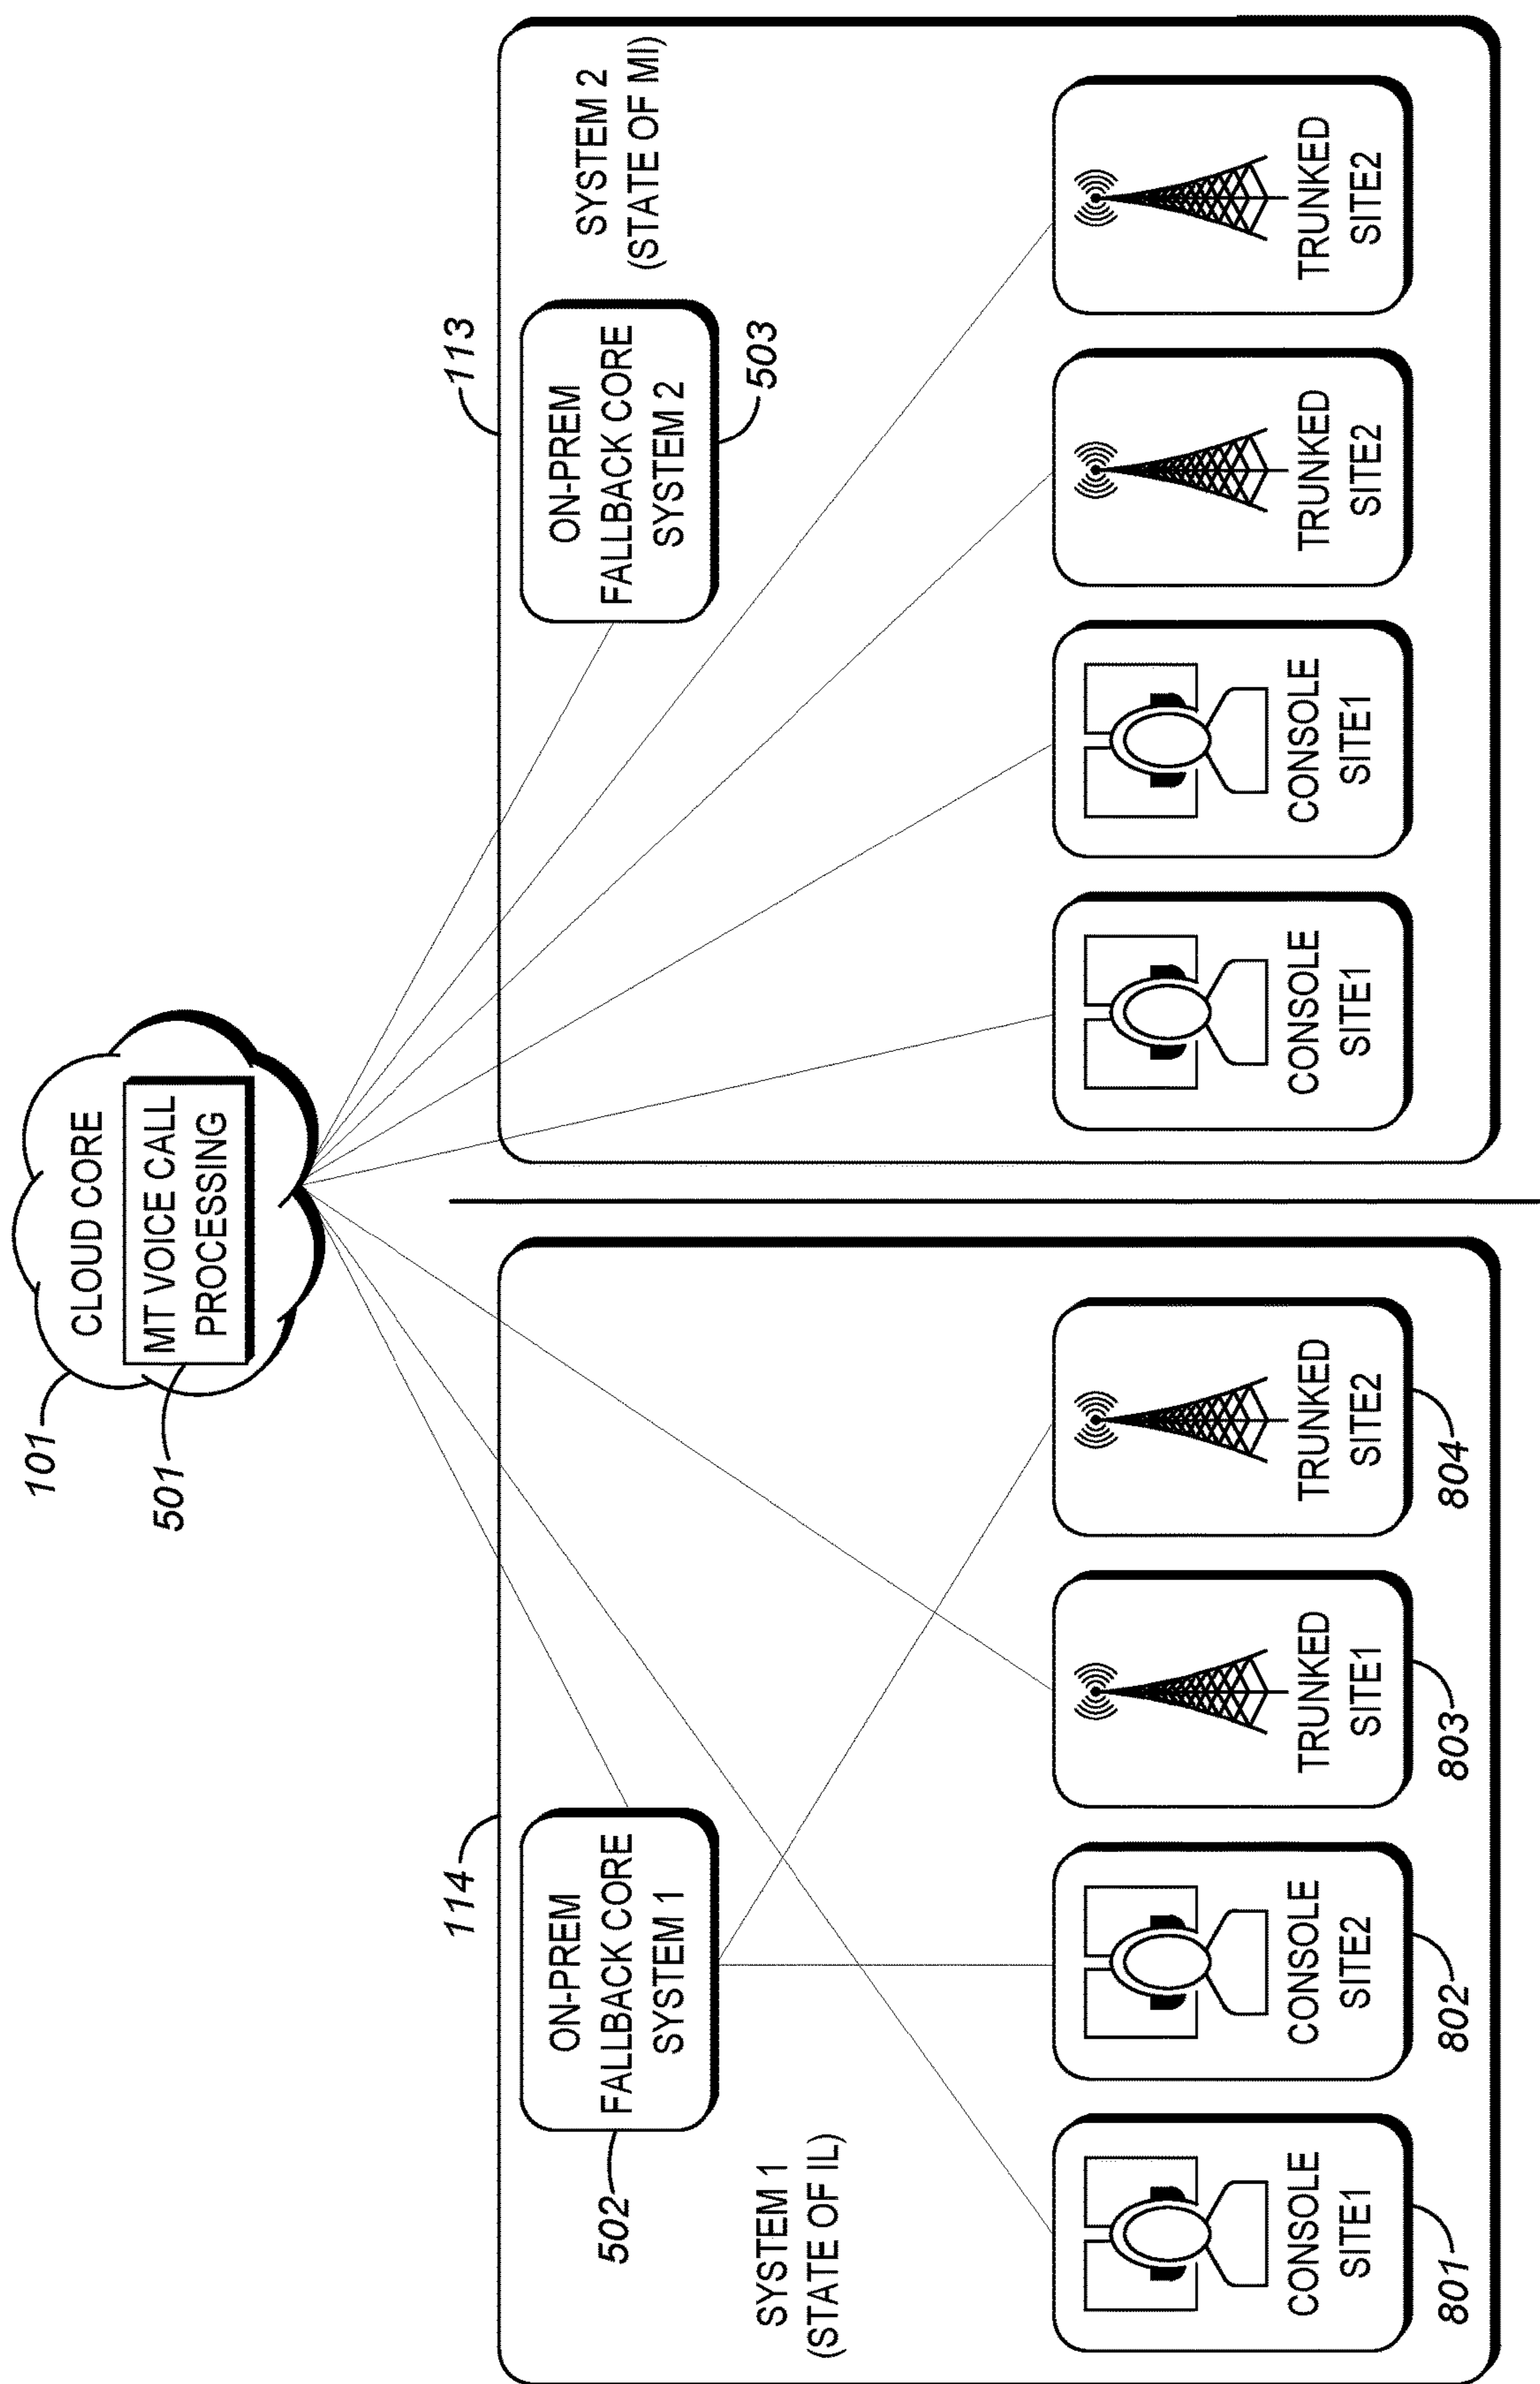 101
CLOUD CORE
501
MT VOICE CALL
PROCESSING
114
ON-PREM
FALLBACK CORE
SYSTEM 1
502
SYSTEM 1
(STATE OF IL)
CONSOLE
SITE1
801
CONSOLE
SITE2
802
TRUNKED
SITE1
803
TRUNKED
SITE2
804
113
ON-PREM
FALLBACK CORE
SYSTEM 2
503
SYSTEM 2
(STATE OF MI)
CONSOLE
SITE1
CONSOLE
SITE1
TRUNKED
SITE2
TRUNKED
SITE2